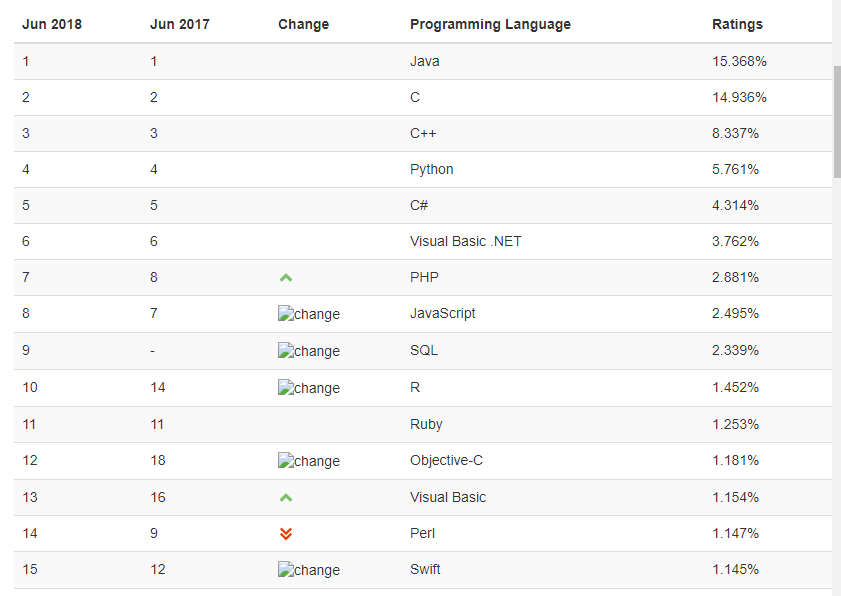 Jun 2018 Jun 2017 Change Programming Language Ratings
1 1 Java 15.368%
2 2 C 14.936%
3 3 C++ 8.337%
4 4 Python 5.761%
5 5 C# 4.314%
6 6 Visual Basic .NET 3.762%
7 8 PHP 2.881%
8 7 change JavaScript 2.495%
9 - change SQL 2.339%
10 14 change R 1.452%
11 11 Ruby 1.253%
12 18 change Objective-C 1.181%
13 16 Visual Basic 1.154%
14 9 Perl 1.147%
15 12 change Swift 1.145%